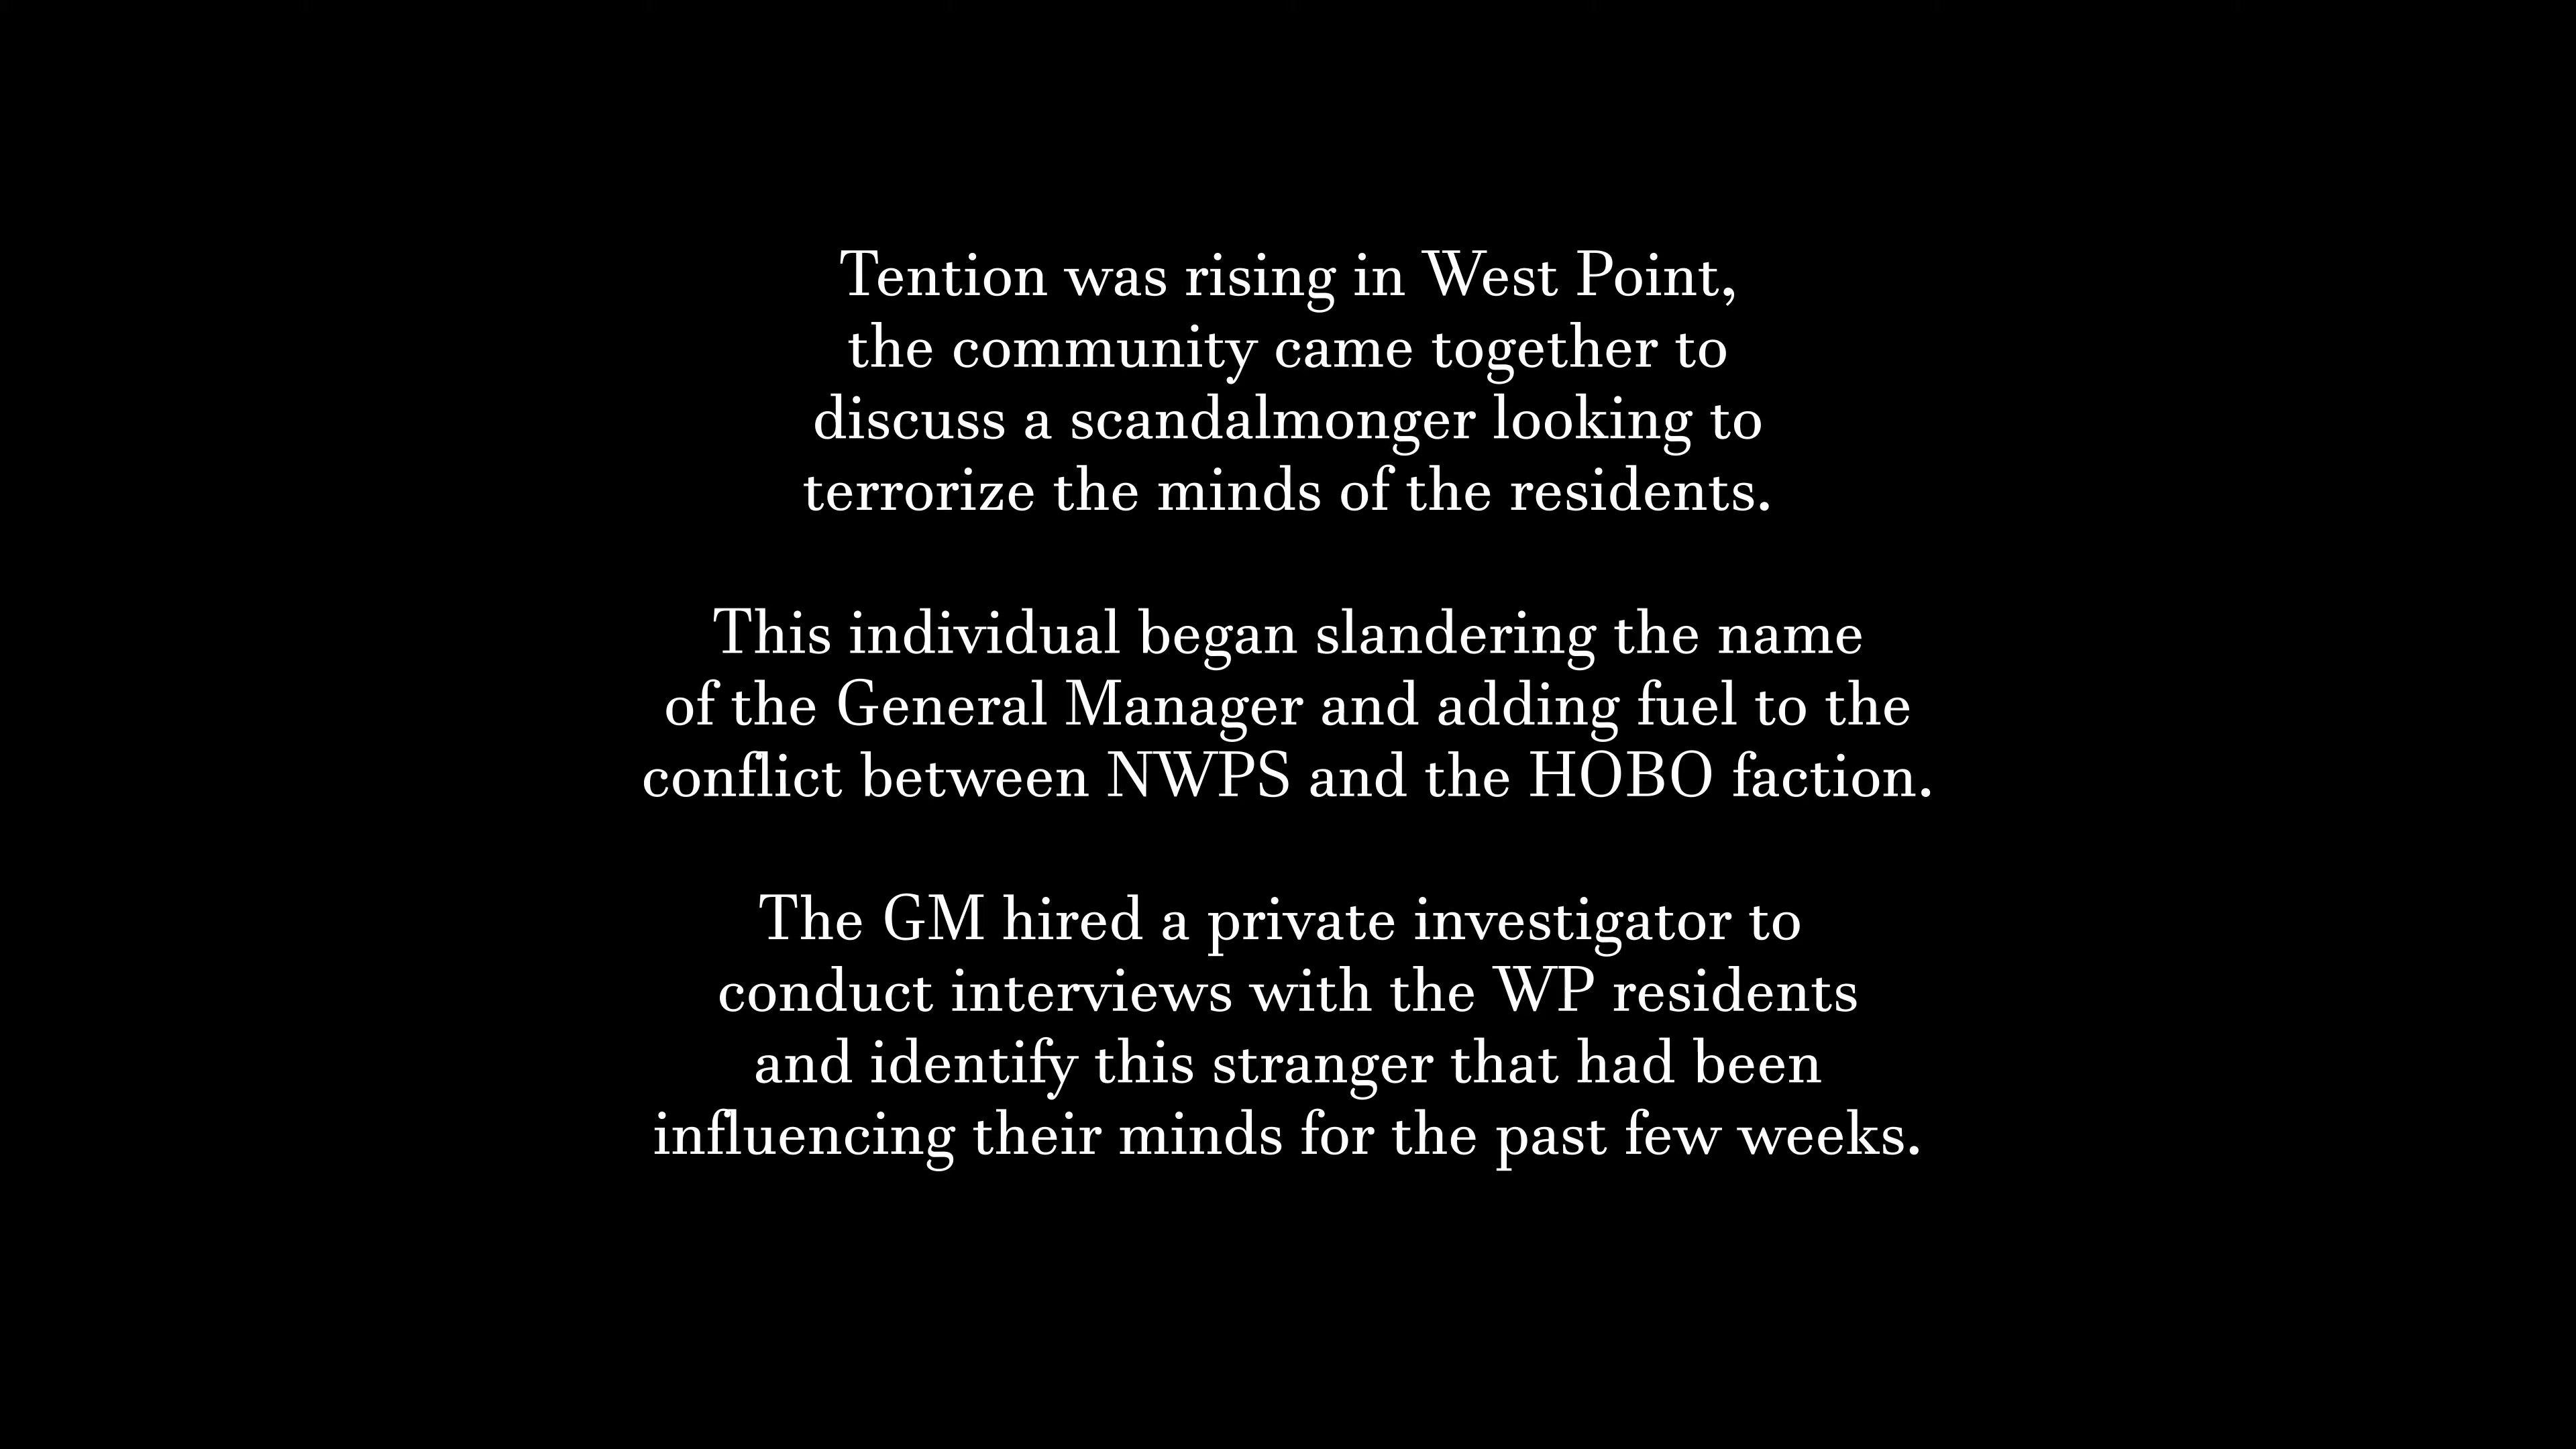 Tention was rising in West Point,
the community came together to
discuss a scandalmonger looking to
terrorize the minds of the residents.
This individual began slandering the name
of the General Manager and adding fuel to the
conflict between NWPS and the HOBO faction.
The GM hired a private investigator to
conduct interviews with the WP residents
and identify this stranger that had been
influencing their minds for the past few weeks.